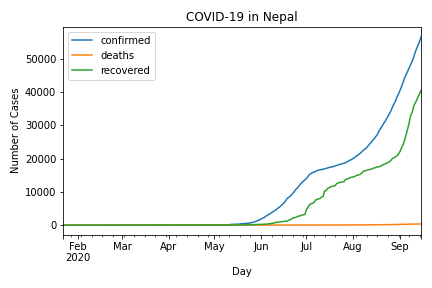 COVID-19 in Nepal
confirmed
deaths
recovered
Number of Cases
50000
40000
30000
20000
10000
0
Feb Mar Apr May Jun Jul Aug Sep
2020
Day